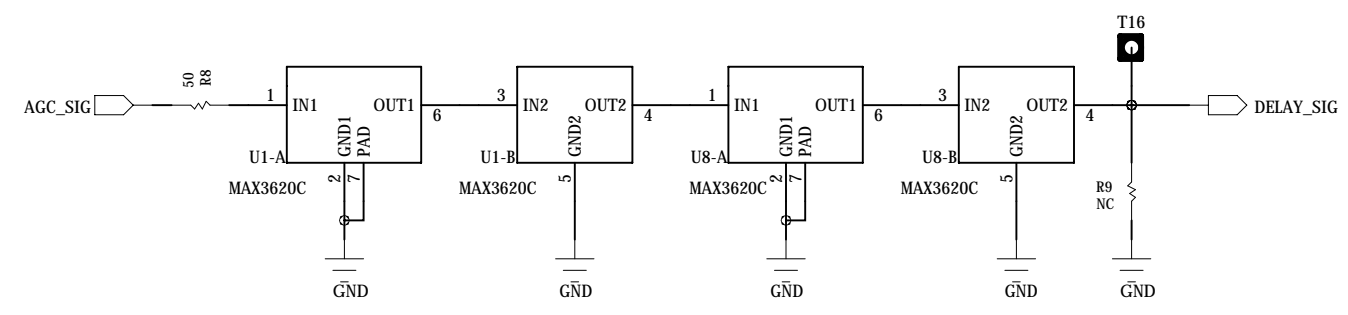 T16
50
R8
AGC_SIG
1
IN1
OUT1
6
GND1
PAD
U1-A
2
7
MAX3620C
GND
3
IN2
OUT2
4
GND2
U1-B
5
MAX3620C
GND
1
IN1
OUT1
6
GND1
PAD
U8-A
2
7
MAX3620C
GND
3
IN2
OUT2
4
GND2
U8-B
5
MAX3620C
GND
DELAY_SIG
R9
NC
GND